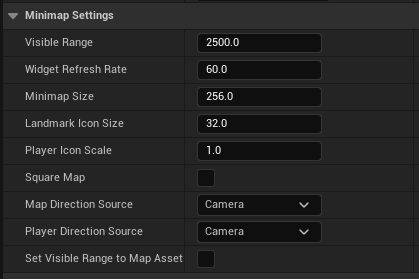 Minimap Settings
Visible Range 2500.0
Widget Refresh Rate 60.0
Minimap Size 256.0
Landmark Icon Size 32.0
Player Icon Scale 1.0
Square Map
Map Direction Source Camera
Player Direction Source Camera
Set Visible Range to Map Asset